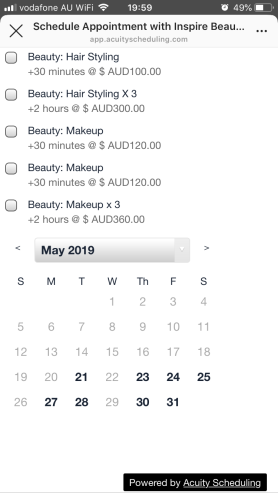 vodafone AU WiFi 19:59 49%
Schedule Appointment with Inspire Beau... ...
app.acuityscheduling.com
Beauty: Hair Styling
+30 minutes @ $ AUD100.00
Beauty: Hair Styling X 3
+2 hours @ $ AUD300.00
Beauty: Makeup
+30 minutes @ $ AUD120.00
Beauty: Makeup
+30 minutes @ $ AUD120.00
Beauty: Makeup x 3
+2 hours @ $ AUD360.00
< May 2019 >
S M T W Th F S
1 2 3 4
5 6 7 8 9 10 11
12 13 14 15 16 17 18
19 20 21 22 23 24 25
26 27 28 29 30 31
Powered by Acuity Scheduling